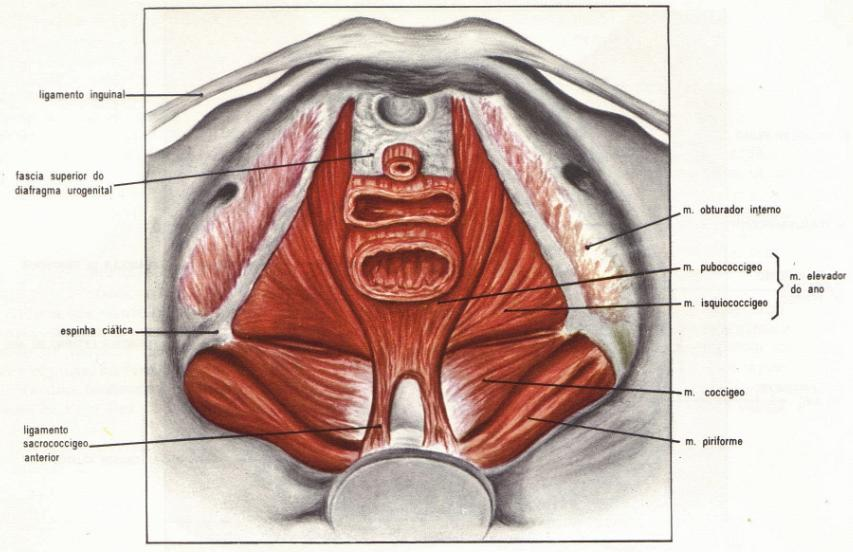 ligamento inguinal
fascia superior do
diafragma urogenital
espinha ciática
ligamento
sacrococcigeo
anterior
m. obturador interno
m. pubococcigeo
m. isquiococcigeo
m. elevador
do ano
m. coccigeo
m. piriforme